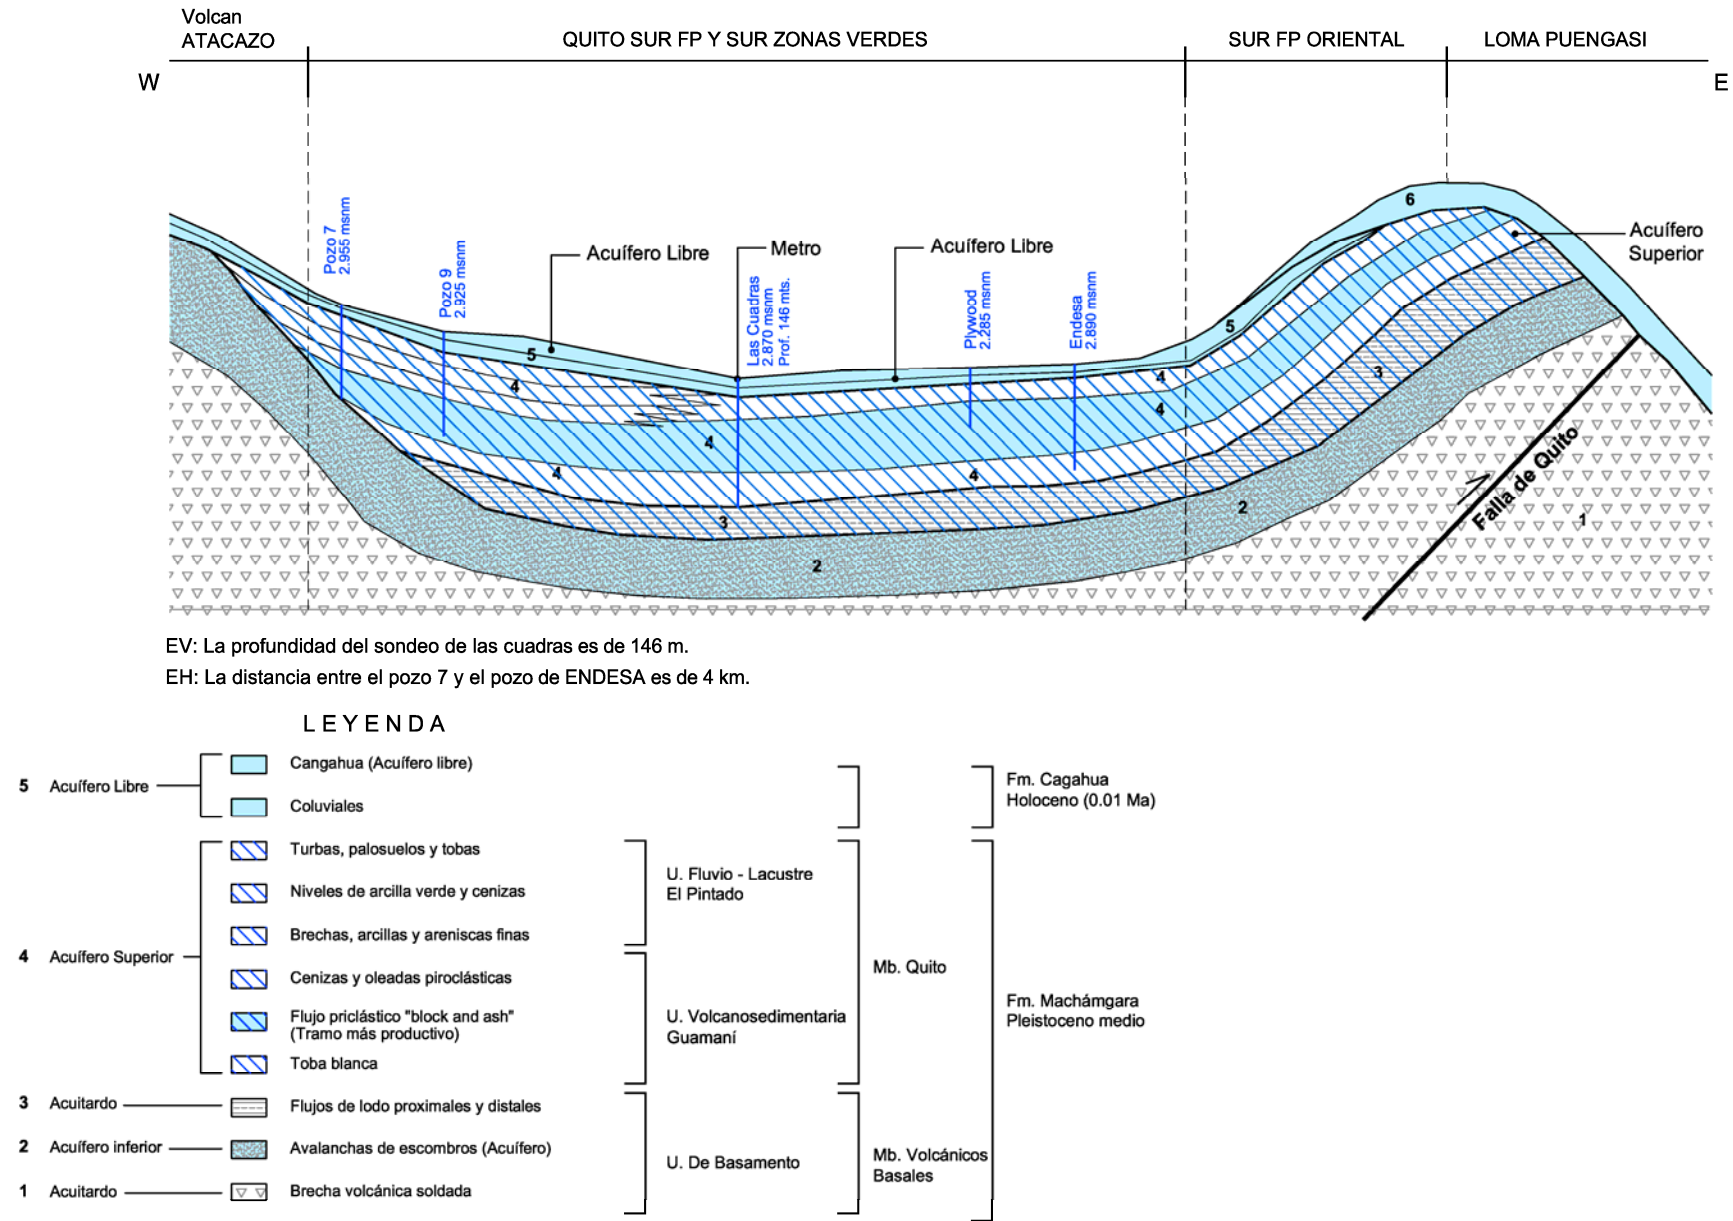 Volcan
ATACAZO
QUITO SUR FP Y SUR ZONAS VERDES
SUR FP ORIENTAL
LOMA PUENGASI
W
E
Pozo 7
2.955 msnm
Pozo 9
2.925 msnm
Acuífero Libre
Metro
Las Cuadras
2.870 msnm
Prof. 146 mts.
Acuífero Libre
Plywood
2.285 msnm
Endesa
2.890 msnm
Acuífero
Superior
6
5
5
4
4
4
4
4
4
3
3
2
2
1
Falla de Quito
EV: La profundidad del sondeo de las cuadras es de 146 m.
EH: La distancia entre el pozo 7 y el pozo de ENDESA es de 4 km.
LEYENDA
5 Acuífero Libre
Cangahua (Acuífero libre)
Coluviales
Fm. Cagahua
Holoceno (0.01 Ma)
4 Acuífero Superior
Turbas, palosuelos y tobas
Niveles de arcilla verde y cenizas
Brechas, arcillas y areniscas finas
U. Fluvio - Lacustre
El Pintado
Cenizas y oleadas piroclásticas
Flujo priclástico "block and ash"
(Tramo más productivo)
Toba blanca
U. Volcanosedimentaria
Guamaní
Mb. Quito
Fm. Machámgara
Pleistoceno medio
3 Acuitardo
Flujos de lodo proximales y distales
2 Acuífero inferior
Avalanchas de escombros (Acuífero)
1 Acuitardo
Brecha volcánica soldada
U. De Basamento
Mb. Volcánicos
Basales